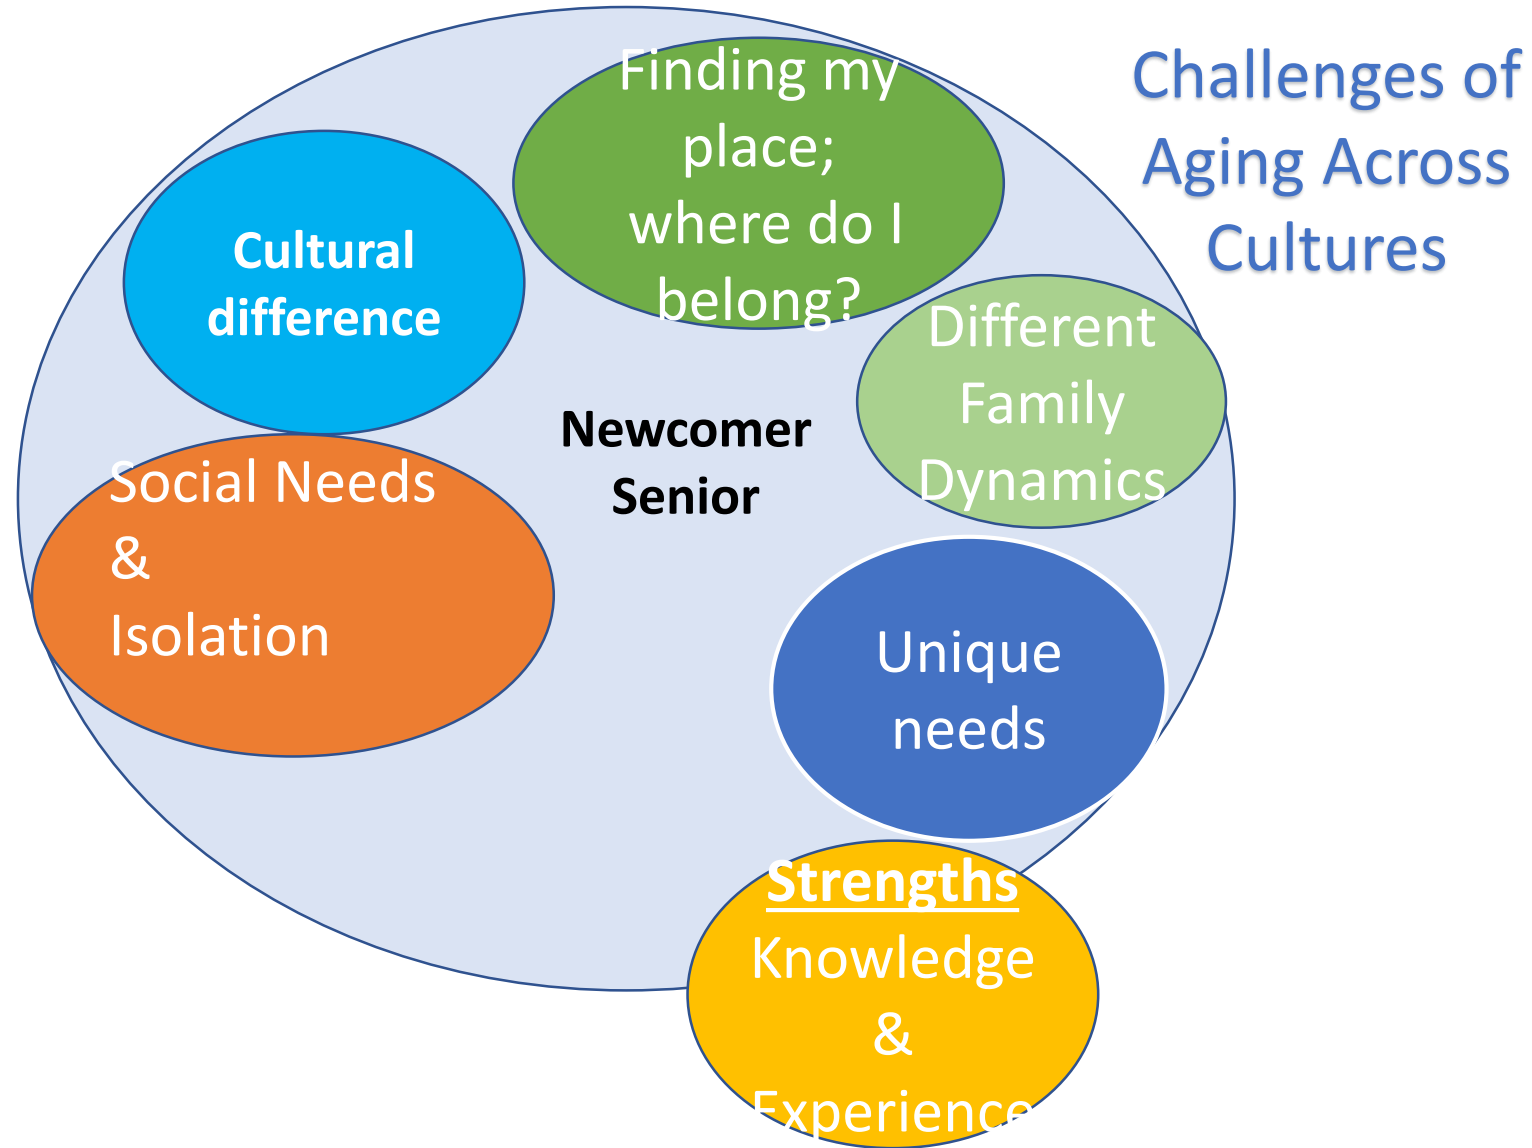 Challenges of
Aging Across
Cultures
Finding my
place;
where do I
belong?
Cultural
difference
Different
Family
Dynamics
Newcomer
Senior
Social Needs
&
Isolation
Unique
needs
Strengths
Knowledge
&
Experience